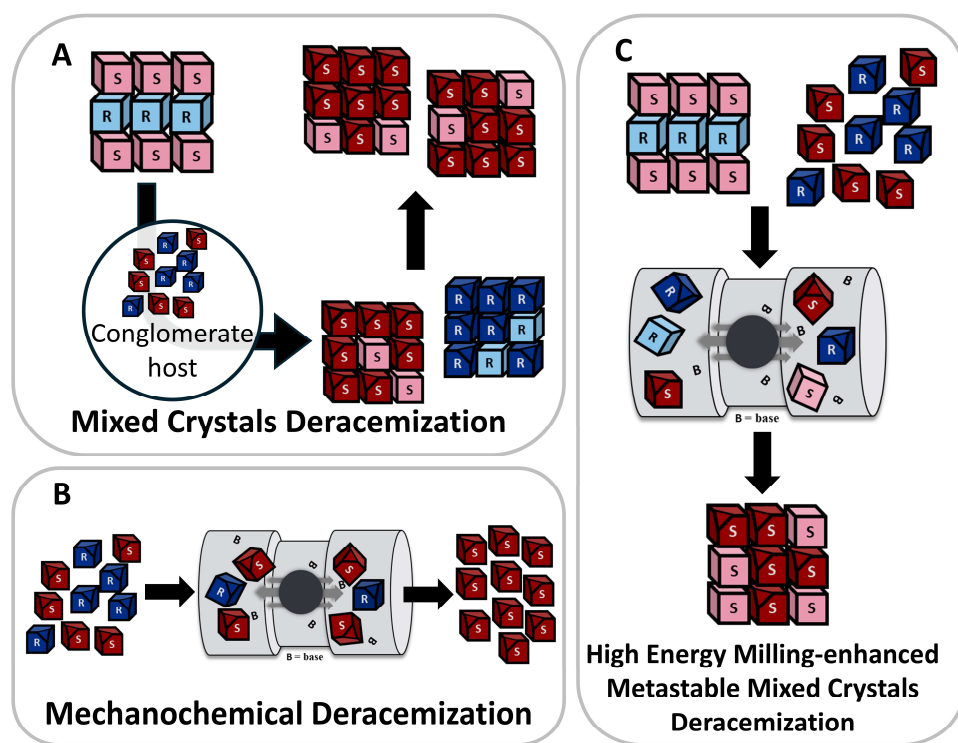 A
S S S
R R R
S S S
S S S
S S S
S S S
S S S
S S S
S S S
R S
S R
S R R
R S S
Conglomerate
host
S S S
S S S
S S S
R R R
R R R
R R R
Mixed Crystals Deracemization
B
R S
S R
S R R
R S S
B
S
R
S
B
B
B
B
S
R
S
B
B = base
S S
S S
S S
S S
S S
Mechanochemical Deracemization
C
S S S
R R R
S S S
R S
S R
R R
S
R S S
R
R
S
B
B
B
B
B
S
R
S
B
B = base
S S S
S S S
S S S
High Energy Milling-enhanced
Metastable Mixed Crystals
Deracemization